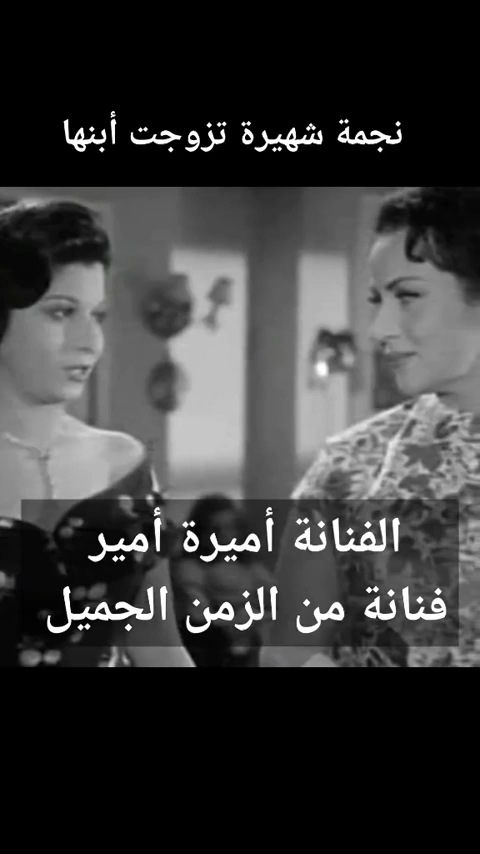 نجمة شهيرة تزوجت أبنها
الفنانة أميرة أمير
فنانة من الزمن الجميل